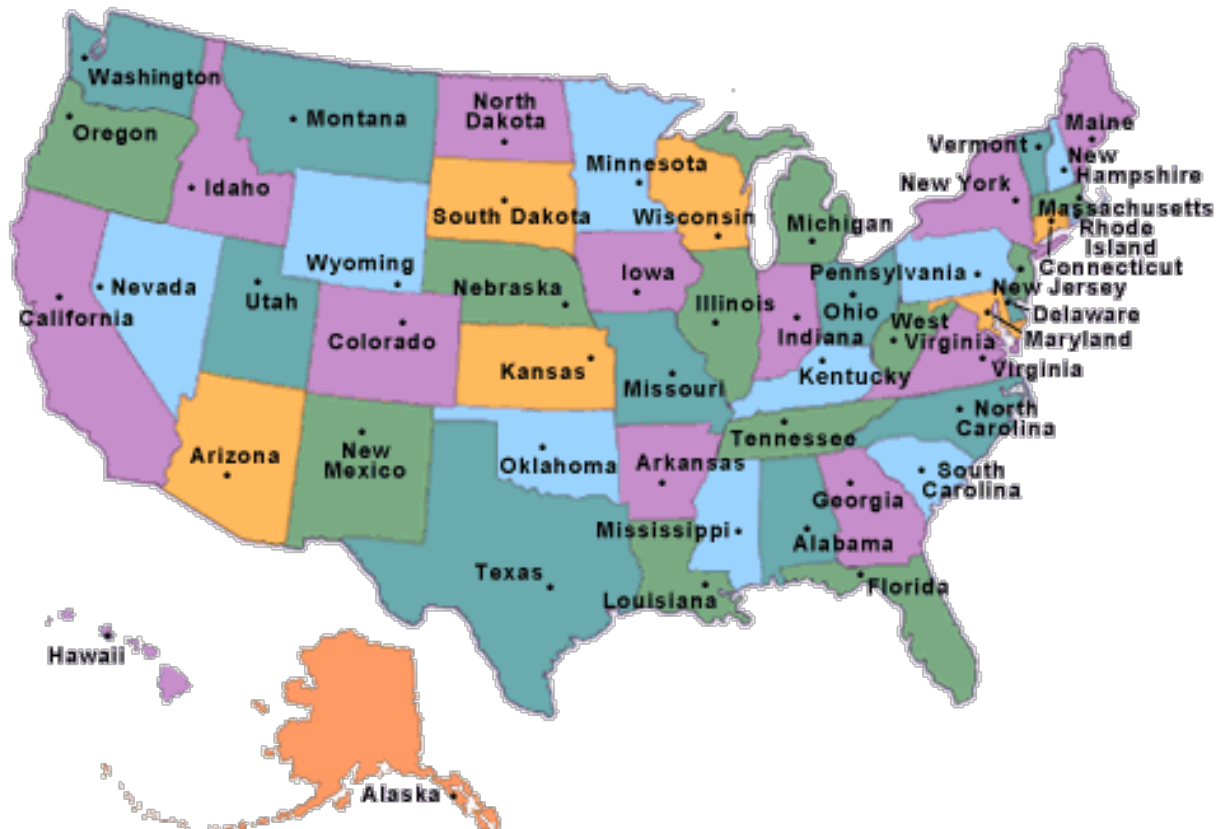 Washington
Oregon
Montana
Idaho
North
Dakota
Minnesota
South Dakota
Wisconsin
Michigan
Maine
Vermont
New
Hampshire
New York
Massachusetts
Rhode
Island
Connecticut
Wyoming
Nebraska
Iowa
Illinois
Indiana
Ohio
Pennsylvania
New Jersey
Delaware
Maryland
West
Virginia
Virginia
Nevada
Utah
California
Colorado
Kansas
Missouri
Kentucky
Arizona
New
Mexico
Oklahoma
Arkansas
Tennessee
North
Carolina
South
Carolina
Georgia
Alabama
Mississippi
Texas
Louisiana
Florida
Hawaii
Alaska